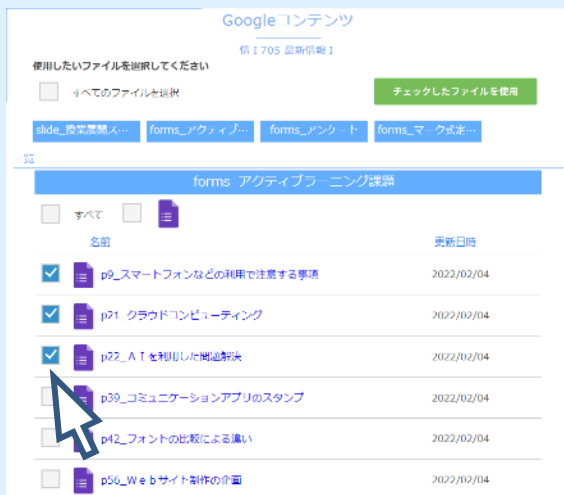 Googleコンテンツ
情Ⅰ705 最新情報Ⅰ
使用したいファイルを選択してください
すべてのファイルを選択
チェックしたファイルを使用
slide_授業展開ス… forms_アクティブ… forms_アンケート forms_マーク式定…
一覧
forms_アクティブラーニング課題
すべて
名前 更新日時
p9_スマートフォンなどの利用で注意する事項 2022/02/04
p21_クラウドコンピューティング 2022/02/04
p22_ＡＩを利用した問題解決 2022/02/04
p39_コミュニケーションアプリのスタンプ 2022/02/04
p42_フォントの比較による違い 2022/02/04
p56_Ｗｅｂサイト制作の企画 2022/02/04